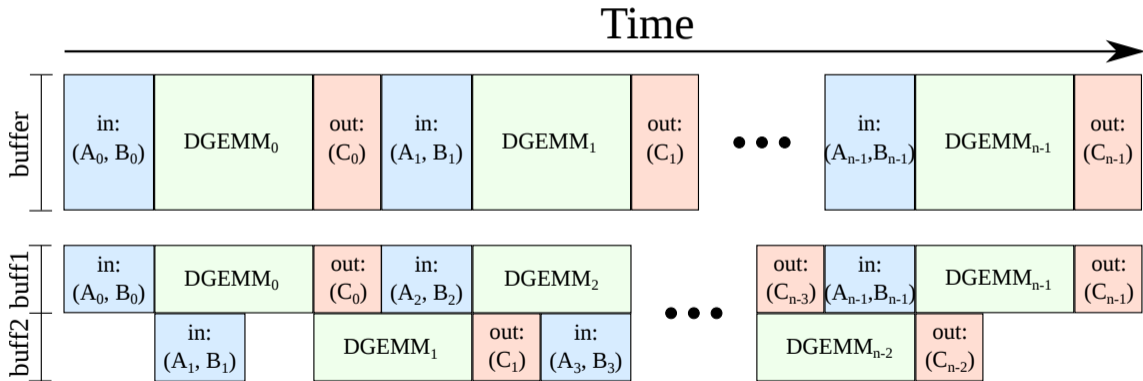 Time
buffer
in:
(A₀, B₀)
DGEMM₀
out:
(C₀)
in:
(A₁, B₁)
DGEMM₁
out:
(C₁)
•••
in:
(Aₙ₋₁,Bₙ₋₁)
DGEMMₙ₋₁
out:
(Cₙ₋₁)
buff1
in:
(A₀, B₀)
DGEMM₀
out:
(C₀)
in:
(A₂, B₂)
DGEMM₂
•••
out:
(Cₙ₋₃)
in:
(Aₙ₋₁,Bₙ₋₁)
DGEMMₙ₋₁
out:
(Cₙ₋₁)
buff2
in:
(A₁, B₁)
DGEMM₁
out:
(C₁)
in:
(A₃, B₃)
DGEMMₙ₋₂
out:
(Cₙ₋₂)